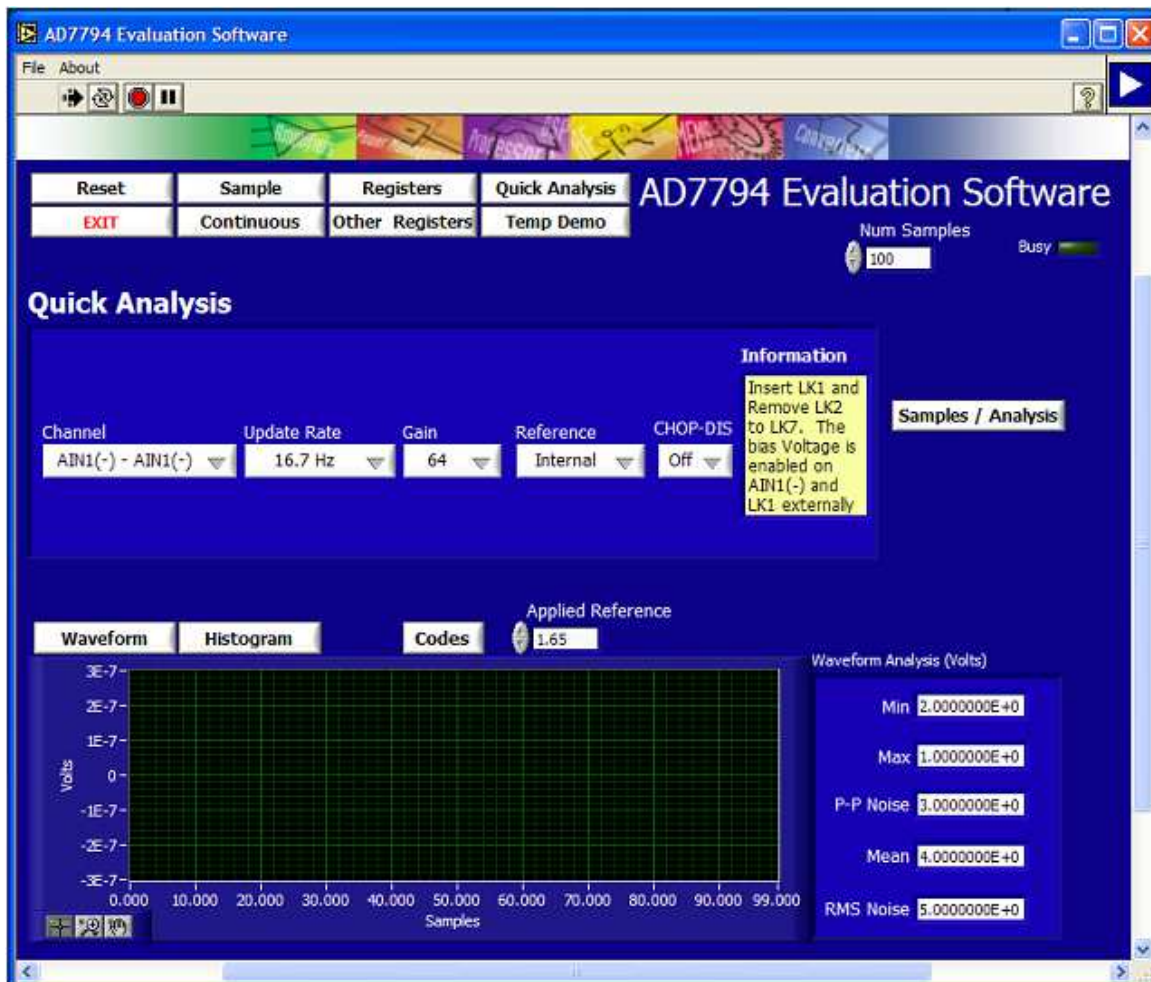 AD7794 Evaluation Software
File About
Converters
Reset Sample Registers Quick Analysis
AD7794 Evaluation Software
EXIT Continuous Other Registers Temp Demo
Num Samples
100
Busy
Quick Analysis
Information
Insert LK1 and
Remove LK2
to LK7. The
bias Voltage is
enabled on
AIN1(-) and
LK1 externally
Samples / Analysis
Channel Update Rate Gain Reference CHOP-DIS
AIN1(-) - AIN1(-) 16.7 Hz 64 Internal Off
Applied Reference
Waveform Histogram Codes 1.65
Waveform Analysis (Volts)
3E-7
2E-7
1E-7
0
-1E-7
-2E-7
-3E-7
Volts
0.000 10.000 20.000 30.000 40.000 50.000 60.000 70.000 80.000 90.000 99.000
Samples
Min 2.0000000E+0
Max 1.0000000E+0
P-P Noise 3.0000000E+0
Mean 4.0000000E+0
RMS Noise 5.0000000E+0